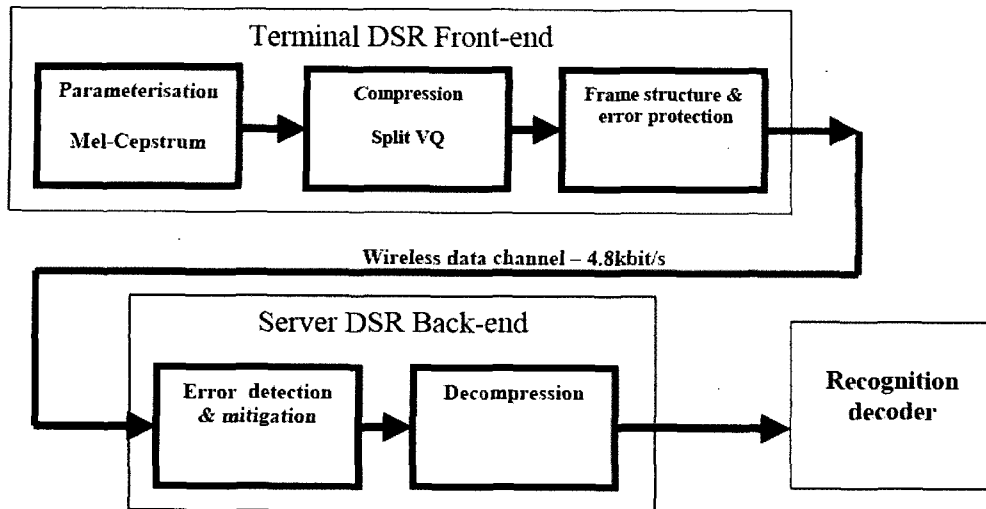 Terminal DSR Front-end
Parameterisation
Mel-Cepstrum
Compression
Split VQ
Frame structure &
error protection
Wireless data channel – 4.8kbit/s
Server DSR Back-end
Error detection
& mitigation
Decompression
Recognition
decoder